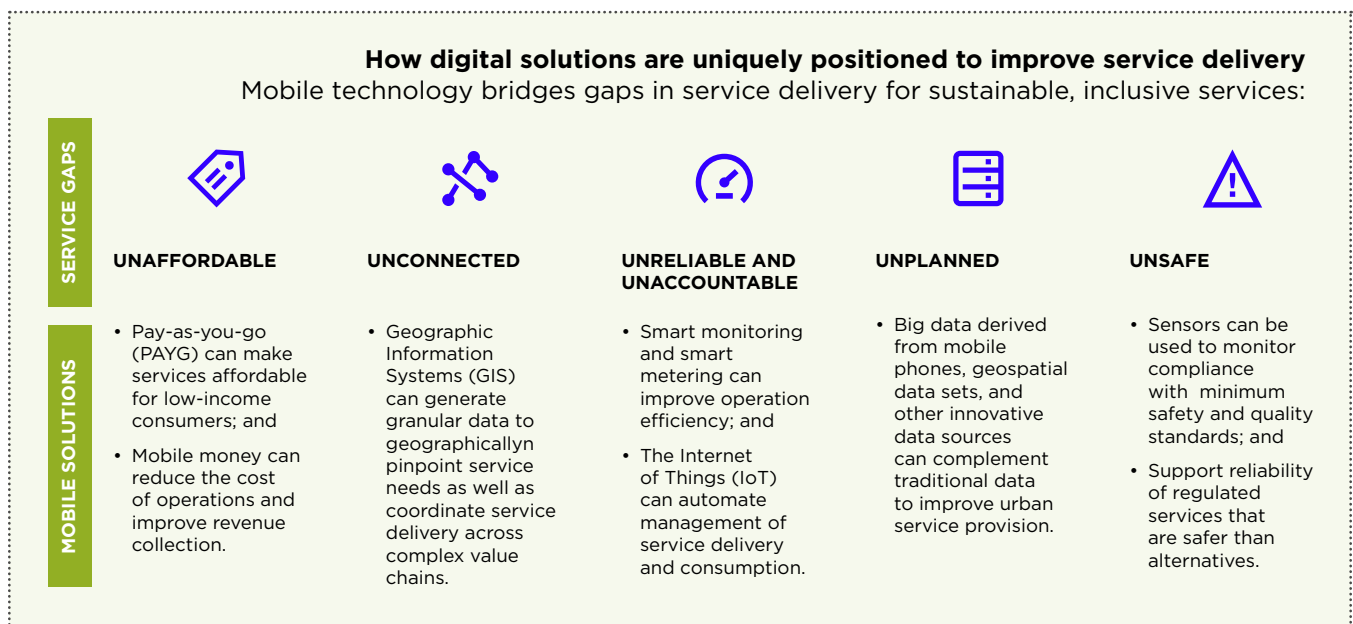 How digital solutions are uniquely positioned to improve service delivery
Mobile technology bridges gaps in service delivery for sustainable, inclusive services:
SERVICE GAPS
UNAFFORDABLE
UNCONNECTED
UNRELIABLE AND
UNACCOUNTABLE
UNPLANNED
UNSAFE
MOBILE SOLUTIONS
• Pay-as-you-go
(PAYG) can make
services affordable
for low-income
consumers; and
• Mobile money can
reduce the cost
of operations and
improve revenue
collection.
• Geographic
Information
Systems (GIS)
can generate
granular data to
geographicallyn
pinpoint service
needs as well as
coordinate service
delivery across
complex value
chains.
• Smart monitoring
and smart
metering can
improve operation
efficiency; and
• The Internet
of Things (IoT)
can automate
management of
service delivery
and consumption.
• Big data derived
from mobile
phones, geospatial
data sets, and
other innovative
data sources
can complement
traditional data
to improve urban
service provision.
• Sensors can be
used to monitor
compliance
with  minimum
safety and quality
standards; and
• Support reliability
of regulated
services that
are safer than
alternatives.